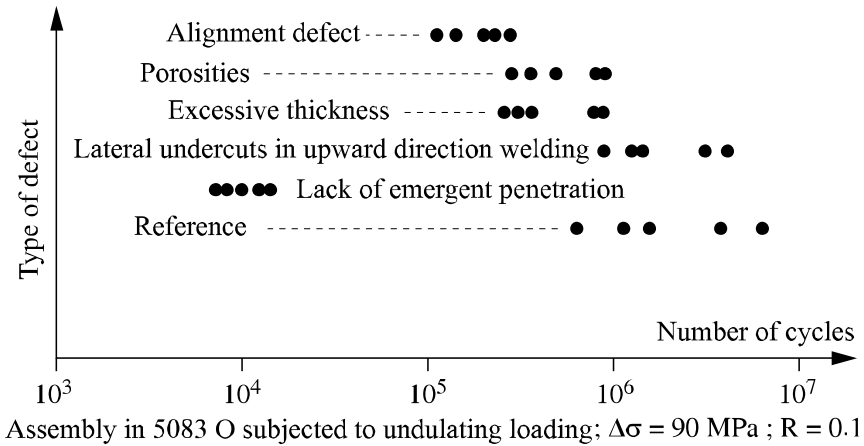 Alignment defect
Porosities
Excessive thickness
Lateral undercuts in upward direction welding
Lack of emergent penetration
Reference
Type of defect
Number of cycles
10³ 10⁴ 10⁵ 10⁶ 10⁷
Assembly in 5083 O subjected to undulating loading; Δσ = 90 MPa ; R = 0.1